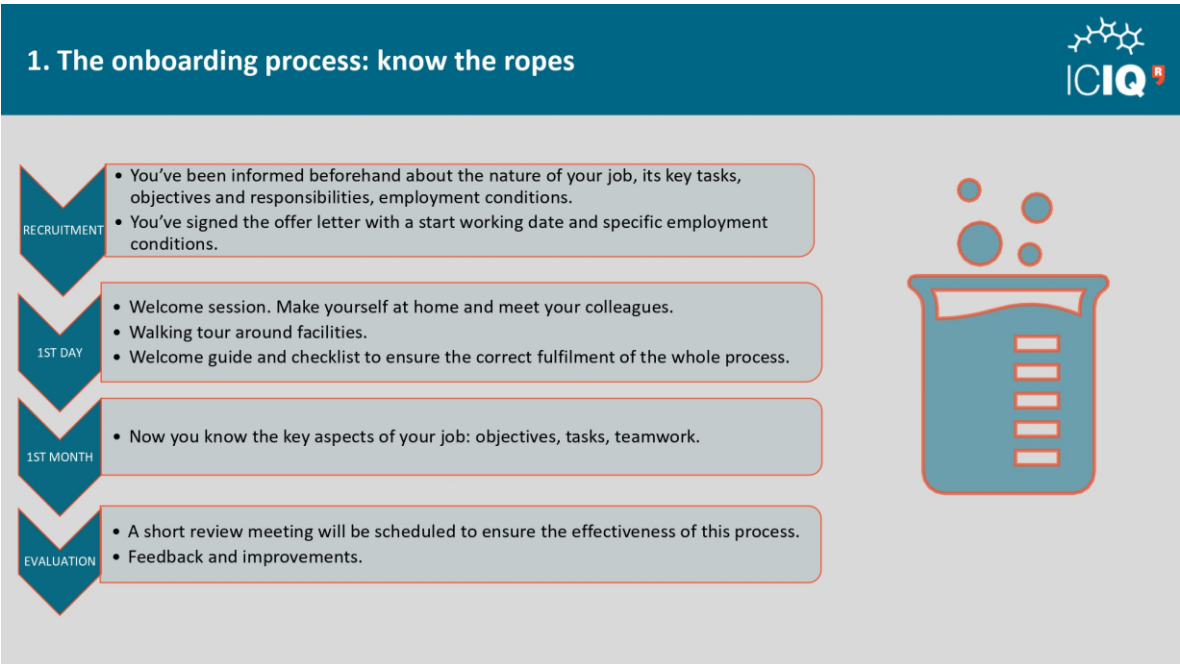 1. The onboarding process: know the ropes
ICIQ
R
RECRUITMENT
• You’ve been informed beforehand about the nature of your job, its key tasks,
objectives and responsibilities, employment conditions.
• You’ve signed the offer letter with a start working date and specific employment
conditions.
1ST DAY
• Welcome session. Make yourself at home and meet your colleagues.
• Walking tour around facilities.
• Welcome guide and checklist to ensure the correct fulfilment of the whole process.
1ST MONTH
• Now you know the key aspects of your job: objectives, tasks, teamwork.
EVALUATION
• A short review meeting will be scheduled to ensure the effectiveness of this process.
• Feedback and improvements.